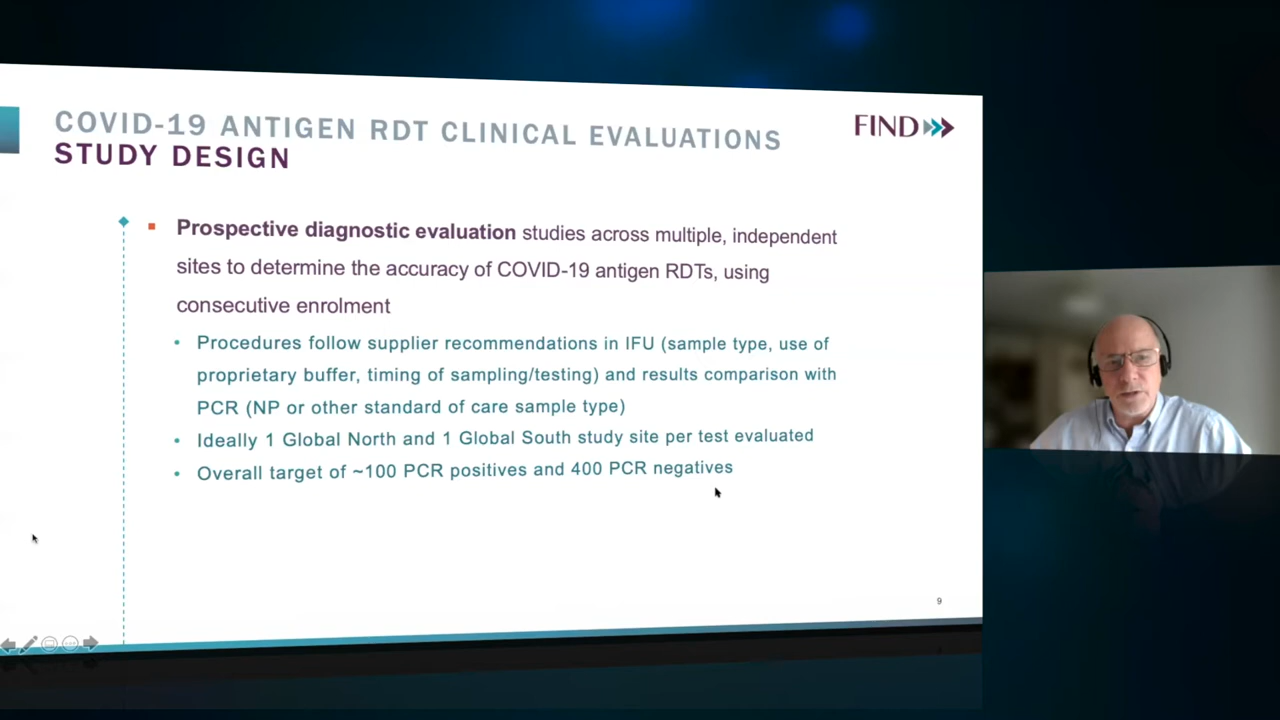 COVID-19 ANTIGEN RDT CLINICAL EVALUATIONS
STUDY DESIGN
FIND
Prospective diagnostic evaluation studies across multiple, independent
sites to determine the accuracy of COVID-19 antigen RDTs, using
consecutive enrolment
Procedures follow supplier recommendations in IFU (sample type, use of
proprietary buffer, timing of sampling/testing) and results comparison with
PCR (NP or other standard of care sample type)
Ideally 1 Global North and 1 Global South study site per test evaluated
Overall target of ~100 PCR positives and 400 PCR negatives
9